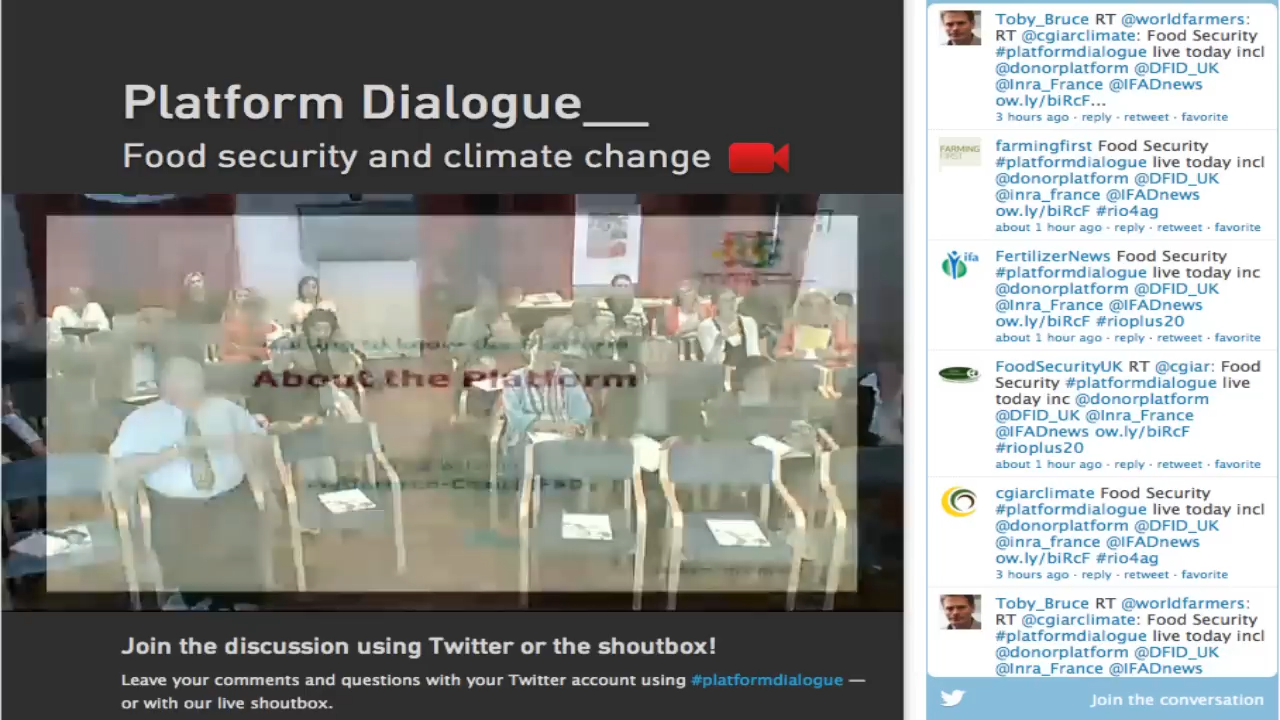 Platform Dialogue__
Food security and climate change
About the Platform
Join the discussion using Twitter or the shoutbox!
Leave your comments and questions with your Twitter account using #platformdialogue —
or with our live shoutbox.
Toby_Bruce RT @worldfarmers:
RT @cgiarclimate: Food Security
#platformdialogue live today incl
@donorplatform @DFID_UK
@Inra_France @IFADnews
ow.ly/biRcF...
3 hours ago · reply · retweet · favorite
FARMING
FIRST
farmingfirst Food Security
#platformdialogue live today incl
@donorplatform @DFID_UK
@inra_france @IFADnews
ow.ly/biRcF #rio4ag
about 1 hour ago · reply · retweet · favorite
ifa
FertilizerNews Food Security
#platformdialogue live today inc
@donorplatform @DFID_UK
@Inra_France @IFADnews
ow.ly/biRcF #rioplus20
about 1 hour ago · reply · retweet · favorite
FoodSecurityUK RT @cgiar: Food
Security #platformdialogue live
today inc @donorplatform
@DFID_UK @Inra_France
@IFADnews ow.ly/biRcF
#rioplus20
about 1 hour ago · reply · retweet · favorite
cgiarclimate Food Security
#platformdialogue live today incl
@donorplatform @DFID_UK
@inra_france @IFADnews
ow.ly/biRcF #rio4ag
3 hours ago · reply · retweet · favorite
Toby_Bruce RT @worldfarmers:
RT @cgiarclimate: Food Security
#platformdialogue live today incl
@donorplatform @DFID_UK
@Inra_France @IFADnews
Join the conversation